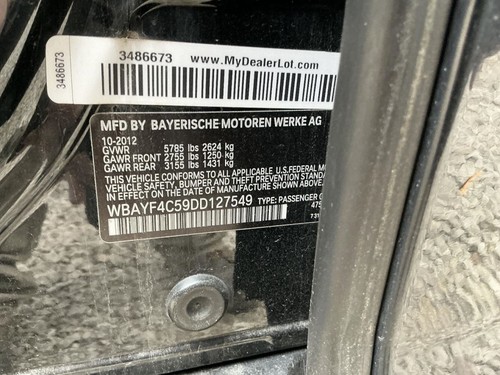 3486673 www.MyDealerLot.com
3486673
MFD BY BAYERISCHE MOTOREN WERKE AG
10-2012
GVWR 5785 lbs 2624 kg
GAWR FRONT 2755 lbs 1250 kg
GAWR REAR 3155 lbs 1431 kg
THIS VEHICLE CONFORMS TO ALL APPLICABLE U.S.FEDERAL M
VEHICLE SAFETY, BUMPER AND THEFT PREVENTION STANDA
IN EFFECT ON THE DATE OF MANUFACTURE SHOWN ABOVE.
WBAYF4C59DD127549 TYPE: PASSENGER C
475
731